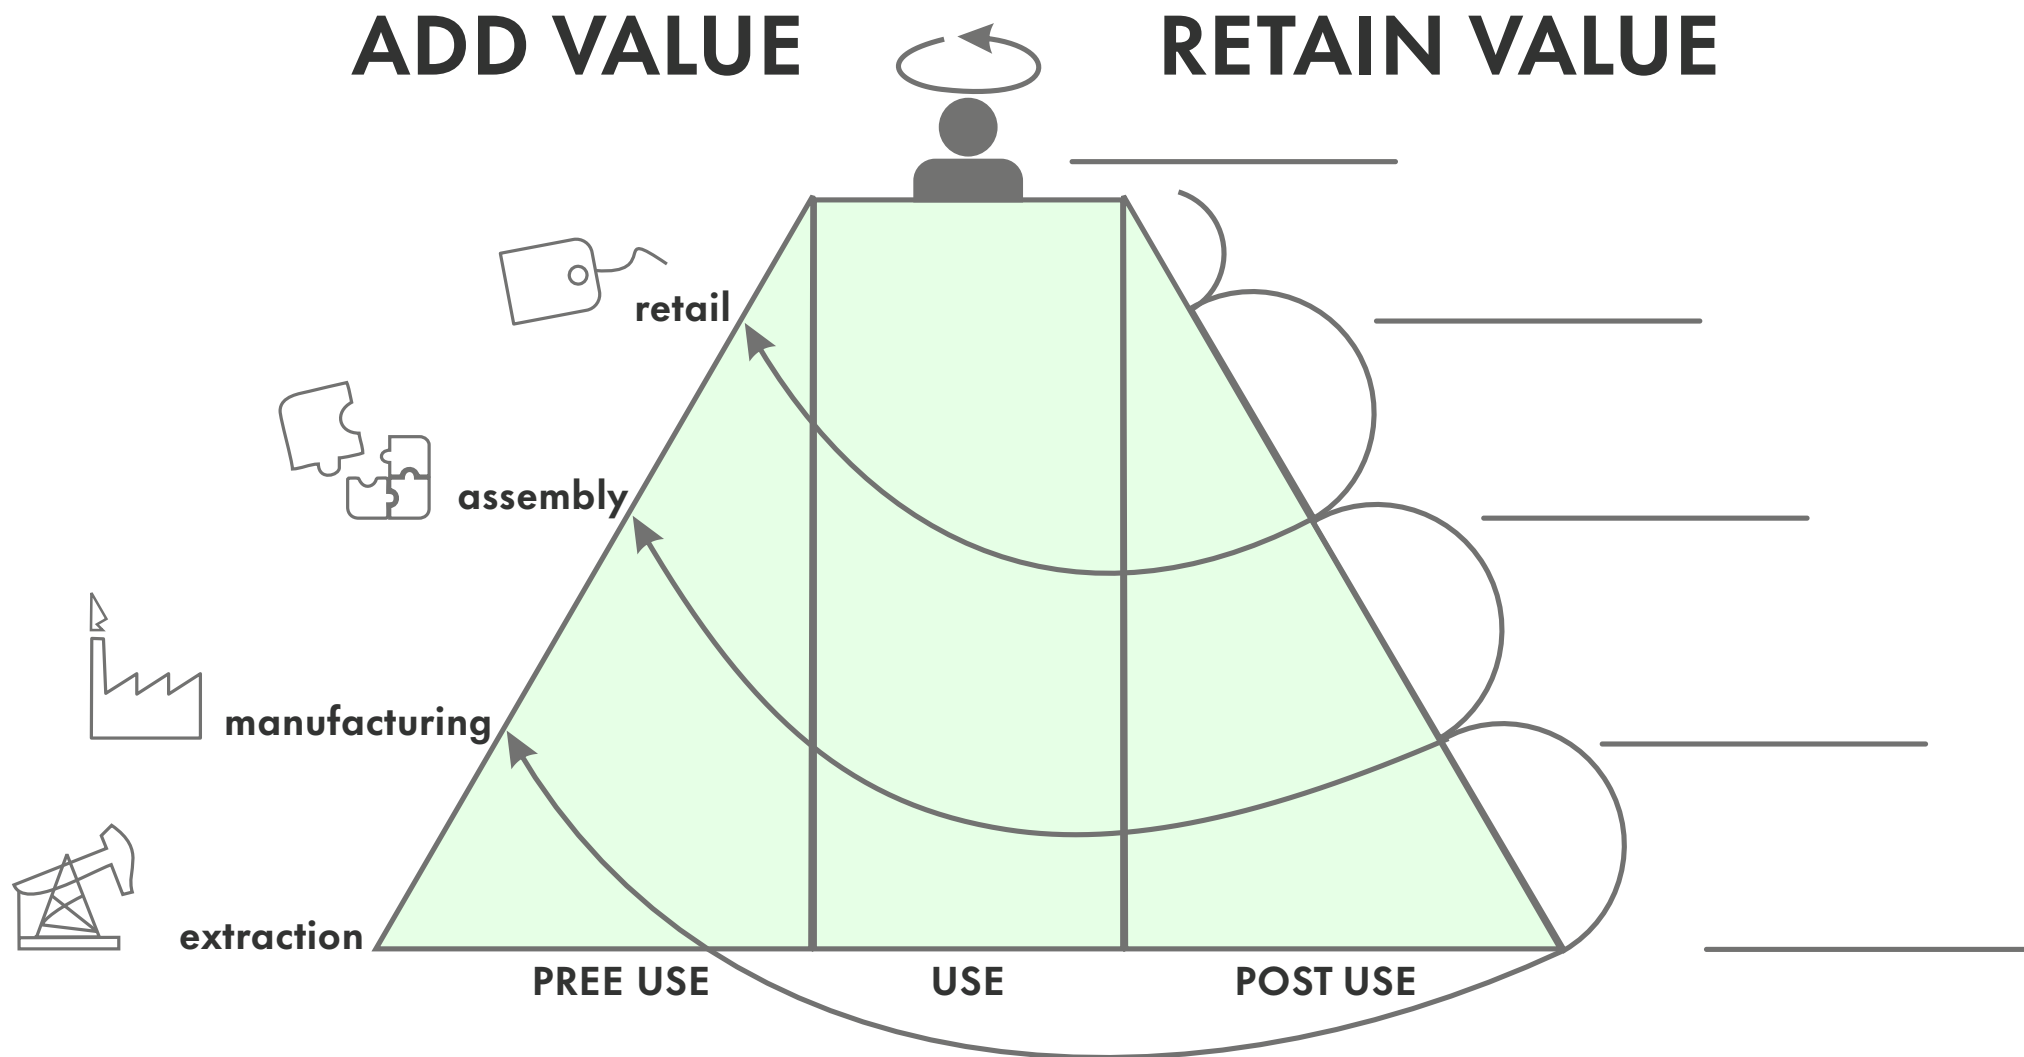 ADD VALUE
RETAIN VALUE
retail
assembly
manufacturing
extraction
PREE USE
USE
POST USE